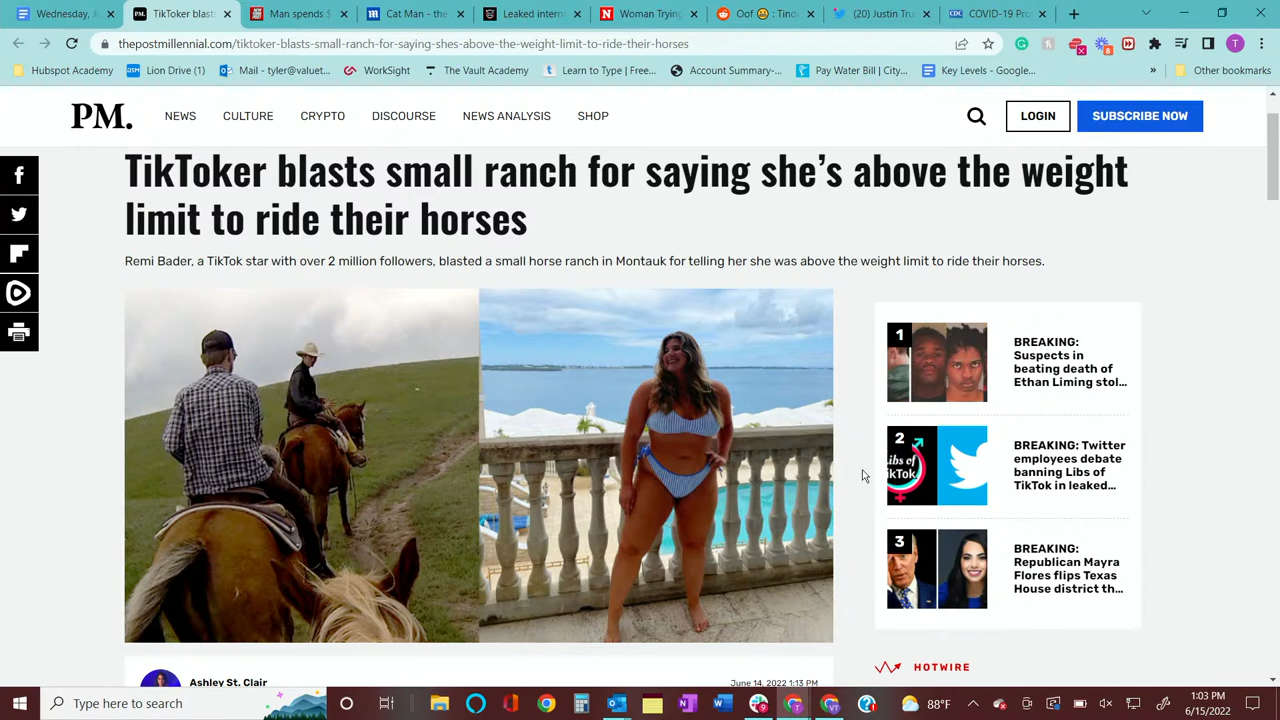 Wednesday, J
TikToker blas
Man spends $
Cat Man - the
Leaked intern
Woman Trying
Oof 😀 : Tinde
(20) Justin Tru
CDC COVID-19 Pro
thepostmillennial.com/tiktoker-blasts-small-ranch-for-saying-shes-above-the-weight-limit-to-ride-their-horses
Hubspot Academy
Lion Drive (1)
Mail - tyler@valuet...
WorkSight
The Vault Academy
Learn to Type | Free...
Account Summary-...
Pay Water Bill | City...
Key Levels - Google...
»
Other bookmarks
PM.
NEWS
CULTURE
CRYPTO
DISCOURSE
NEWS ANALYSIS
SHOP
LOGIN
SUBSCRIBE NOW
TikToker blasts small ranch for saying she's above the weight
limit to ride their horses
Remi Bader, a TikTok star with over 2 million followers, blasted a small horse ranch in Montauk for telling her she was above the weight limit to ride their horses.
1
BREAKING:
Suspects in
beating death of
Ethan Liming stol...
2
BREAKING: Twitter
employees debate
banning Libs of
TikTok in leaked...
3
BREAKING:
Republican Mayra
Flores flips Texas
House district th...
HOTWIRE
Ashley St. Clair
June 14, 2022 1:13 PM
Type here to search
88°F
1:03 PM
6/15/2022